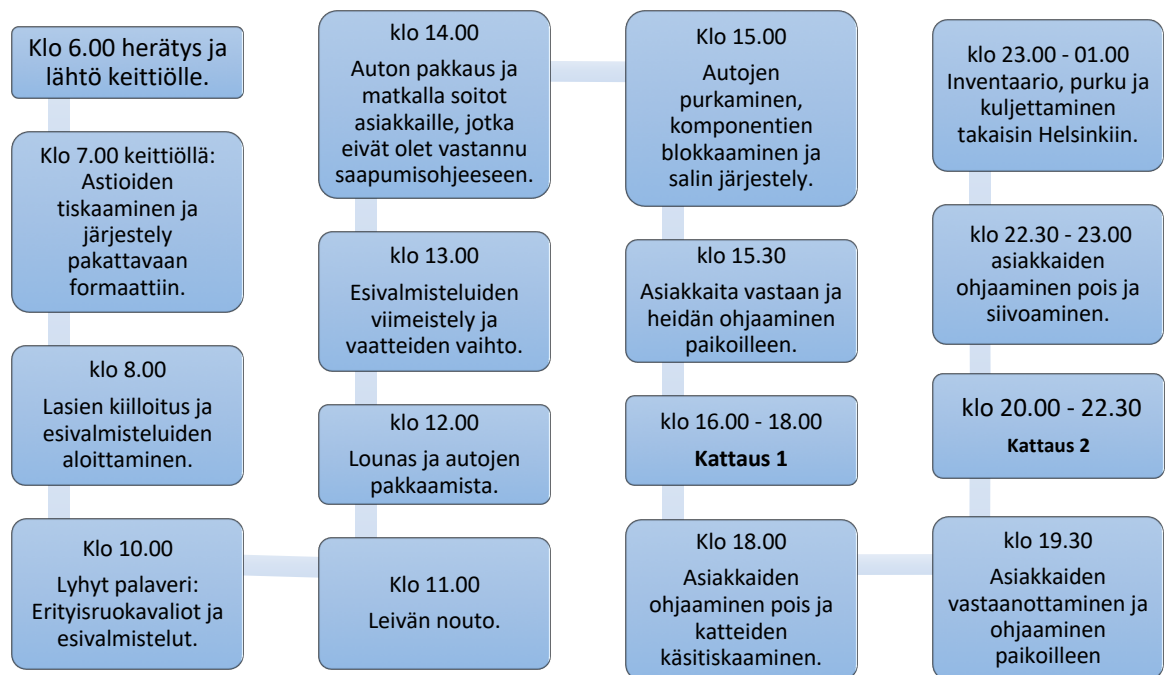 Klo 6.00 herätys ja
lähtö keittiölle.
Klo 7.00 keittiöllä:
Astioiden
tiskaaminen ja
järjestely
pakattavaan
formaattiin.
klo 8.00
Lasien kiilloitus ja
esivalmisteluiden
aloittaminen.
Klo 10.00
Lyhyt palaveri:
Erityisruokavaliot ja
esivalmistelut.
Klo 11.00
Leivän nouto.
klo 12.00
Lounas ja autojen
pakkaamista.
klo 13.00
Esivalmisteluiden
viimeistely ja
vaatteiden vaihto.
klo 14.00
Auton pakkaus ja
matkalla soitot
asiakkaille, jotka
eivät olet vastannu
saapumisohjeeseen.
Klo 15.00
Autojen
purkaminen,
komponentien
blokkaaminen ja
salin järjestely.
klo 15.30
Asiakkaita vastaan ja
heidän ohjaaminen
paikoilleen.
klo 16.00 - 18.00
Kattaus 1
Klo 18.00
Asiakkaiden
ohjaaminen pois ja
katteiden
käsitiskaaminen.
klo 19.30
Asiakkaiden
vastaanottaminen ja
ohjaaminen
paikoilleen
klo 20.00 - 22.30
Kattaus 2
klo 22.30 - 23.00
asiakkaiden
ohjaaminen pois ja
siivoaminen.
klo 23.00 - 01.00
Inventaario, purku ja
kuljettaminen
takaisin Helsinkiin.